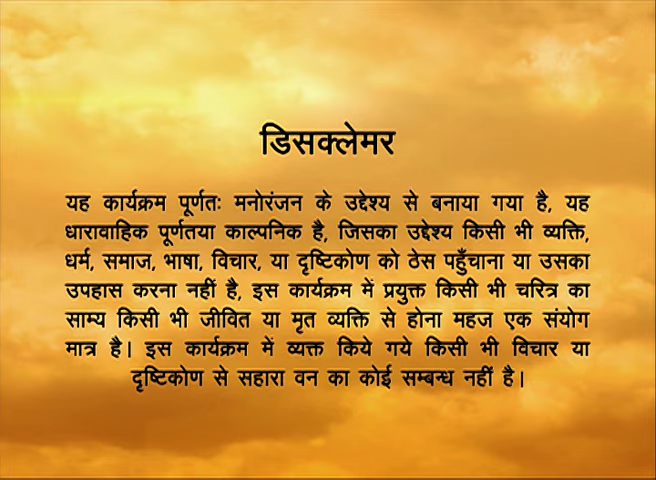 डिसक्लेमर
यह कार्यक्रम पूर्णतः मनोरंजन के उद्देश्य से बनाया गया है, यह
धारावाहिक पूर्णतया काल्पनिक है, जिसका उद्देश्य किसी भी व्यक्ति,
धर्म, समाज, भाषा, विचार, या दृष्टिकोण को ठेस पहुँचाना या उसका
उपहास करना नहीं है, इस कार्यक्रम में प्रयुक्त किसी भी चरित्र का
साम्य किसी भी जीवित या मृत व्यक्ति से होना महज एक संयोग
मात्र है। इस कार्यक्रम में व्यक्त किये गये किसी भी विचार या
दृष्टिकोण से सहारा वन का कोई सम्बन्ध नहीं है।